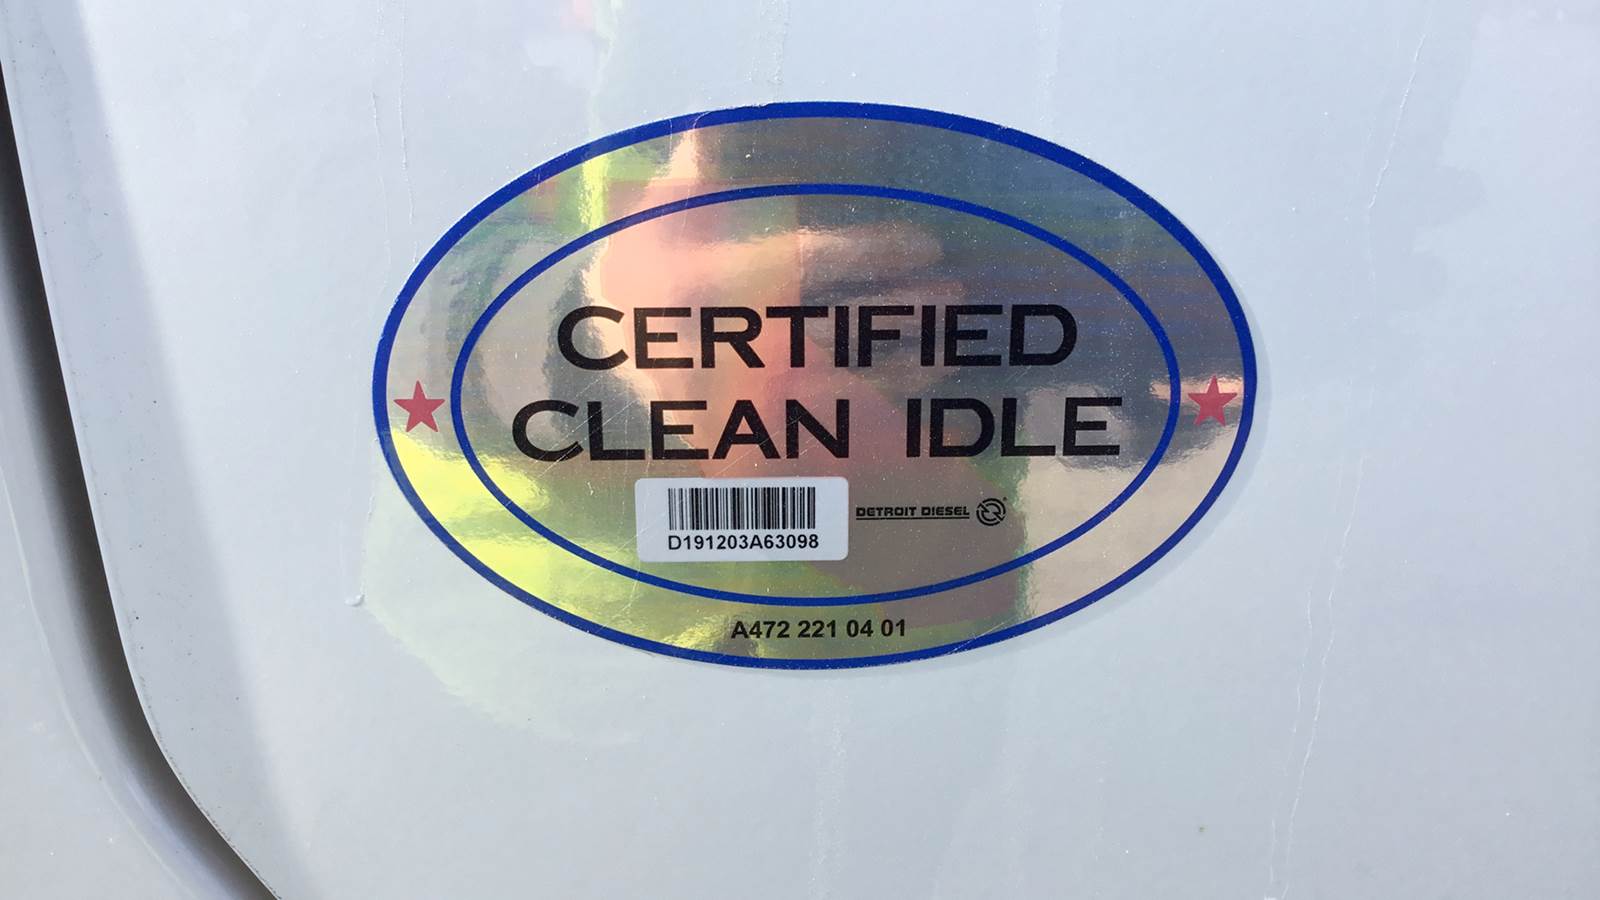 CERTIFIED
CLEAN IDLE
D191203A63098
DETROIT DIESEL
A472 221 04 01